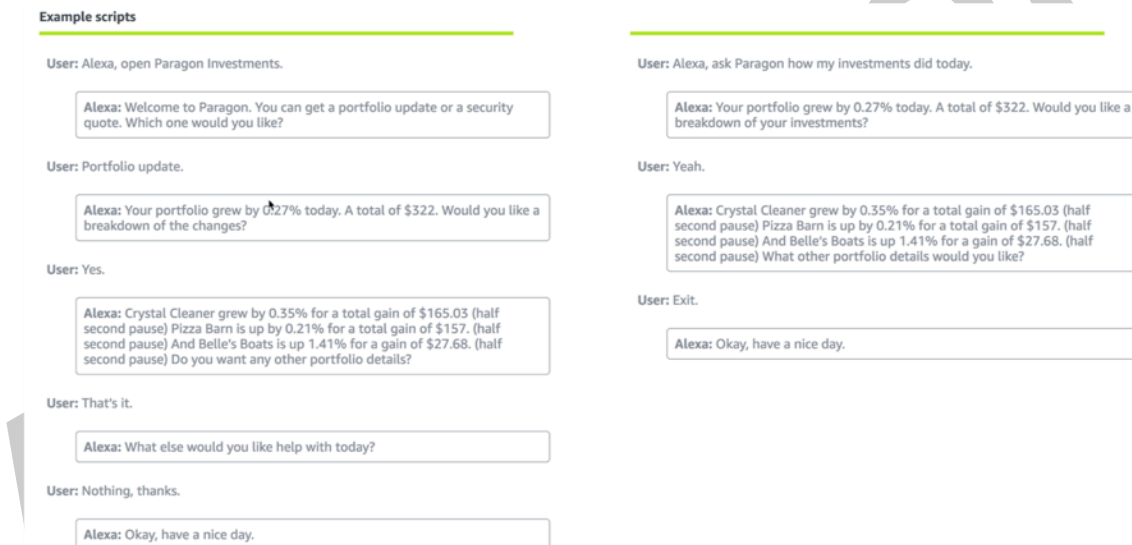 Example scripts
User: Alexa, open Paragon Investments.
Alexa: Welcome to Paragon. You can get a portfolio update or a security
quote. Which one would you like?
User: Portfolio update.
Alexa: Your portfolio grew by 0.27% today. A total of $322. Would you like a
breakdown of the changes?
User: Yes.
Alexa: Crystal Cleaner grew by 0.35% for a total gain of $165.03 (half
second pause) Pizza Barn is up by 0.21% for a total gain of $157. (half
second pause) And Belle's Boats is up 1.41% for a gain of $27.68. (half
second pause) Do you want any other portfolio details?
User: That's it.
Alexa: What else would you like help with today?
User: Nothing, thanks.
Alexa: Okay, have a nice day.
User: Alexa, ask Paragon how my investments did today.
Alexa: Your portfolio grew by 0.27% today. A total of $322. Would you like a
breakdown of your investments?
User: Yeah.
Alexa: Crystal Cleaner grew by 0.35% for a total gain of $165.03 (half
second pause) Pizza Barn is up by 0.21% for a total gain of $157. (half
second pause) And Belle's Boats is up 1.41% for a gain of $27.68. (half
second pause) What other portfolio details would you like?
User: Exit.
Alexa: Okay, have a nice day.